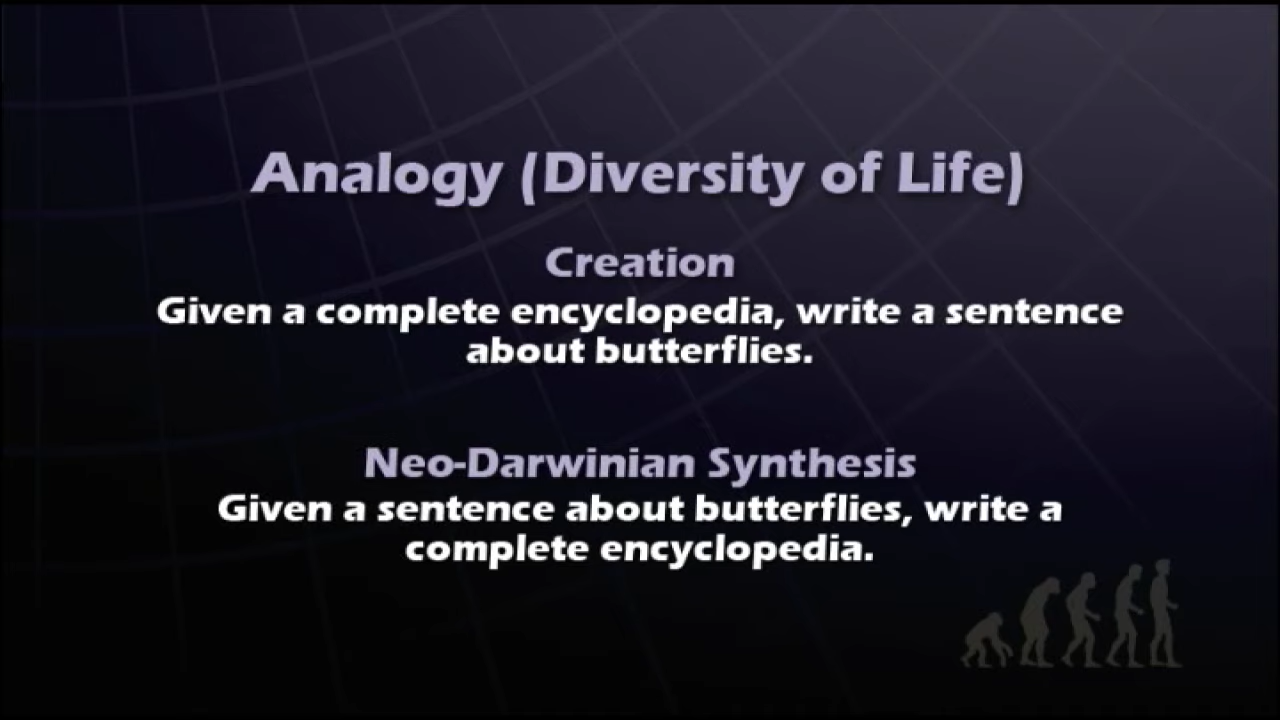 Analogy (Diversity of Life)
Creation
Given a complete encyclopedia, write a sentence
about butterflies.
Neo-Darwinian Synthesis
Given a sentence about butterflies, write a
complete encyclopedia.